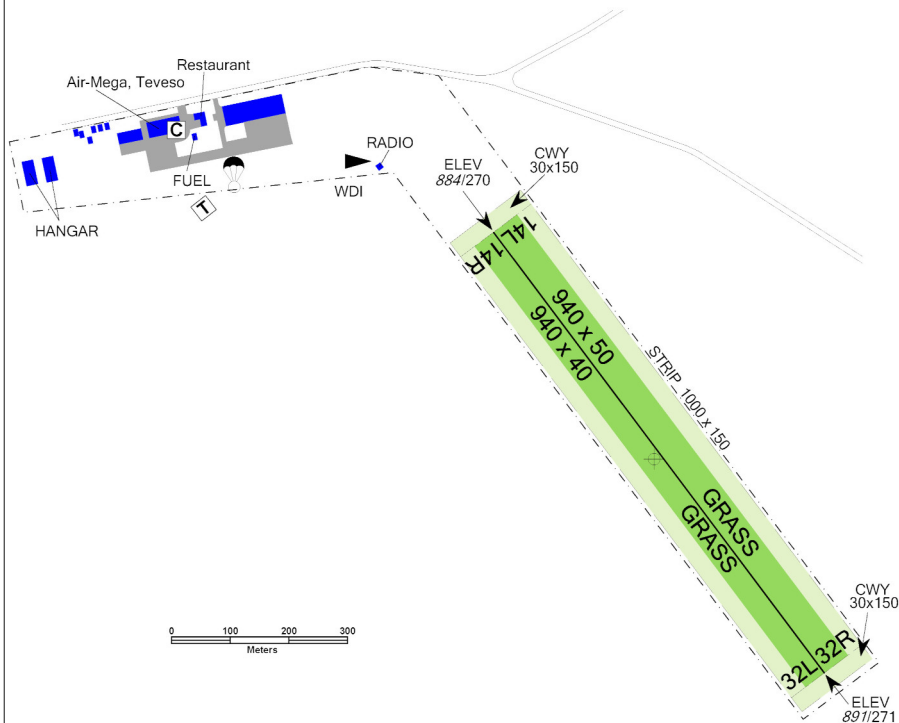 Restaurant
Air-Mega, Teveso
C
FUEL
HANGAR
T
WDI
RADIO
ELEV
884/270
CWY
30x150
14L
14R
940 x 50
940 x 40
STRIP 1000 x 150
GRASS
GRASS
0 100 200 300
Meters
32L
32R
CWY
30x150
ELEV
891/271